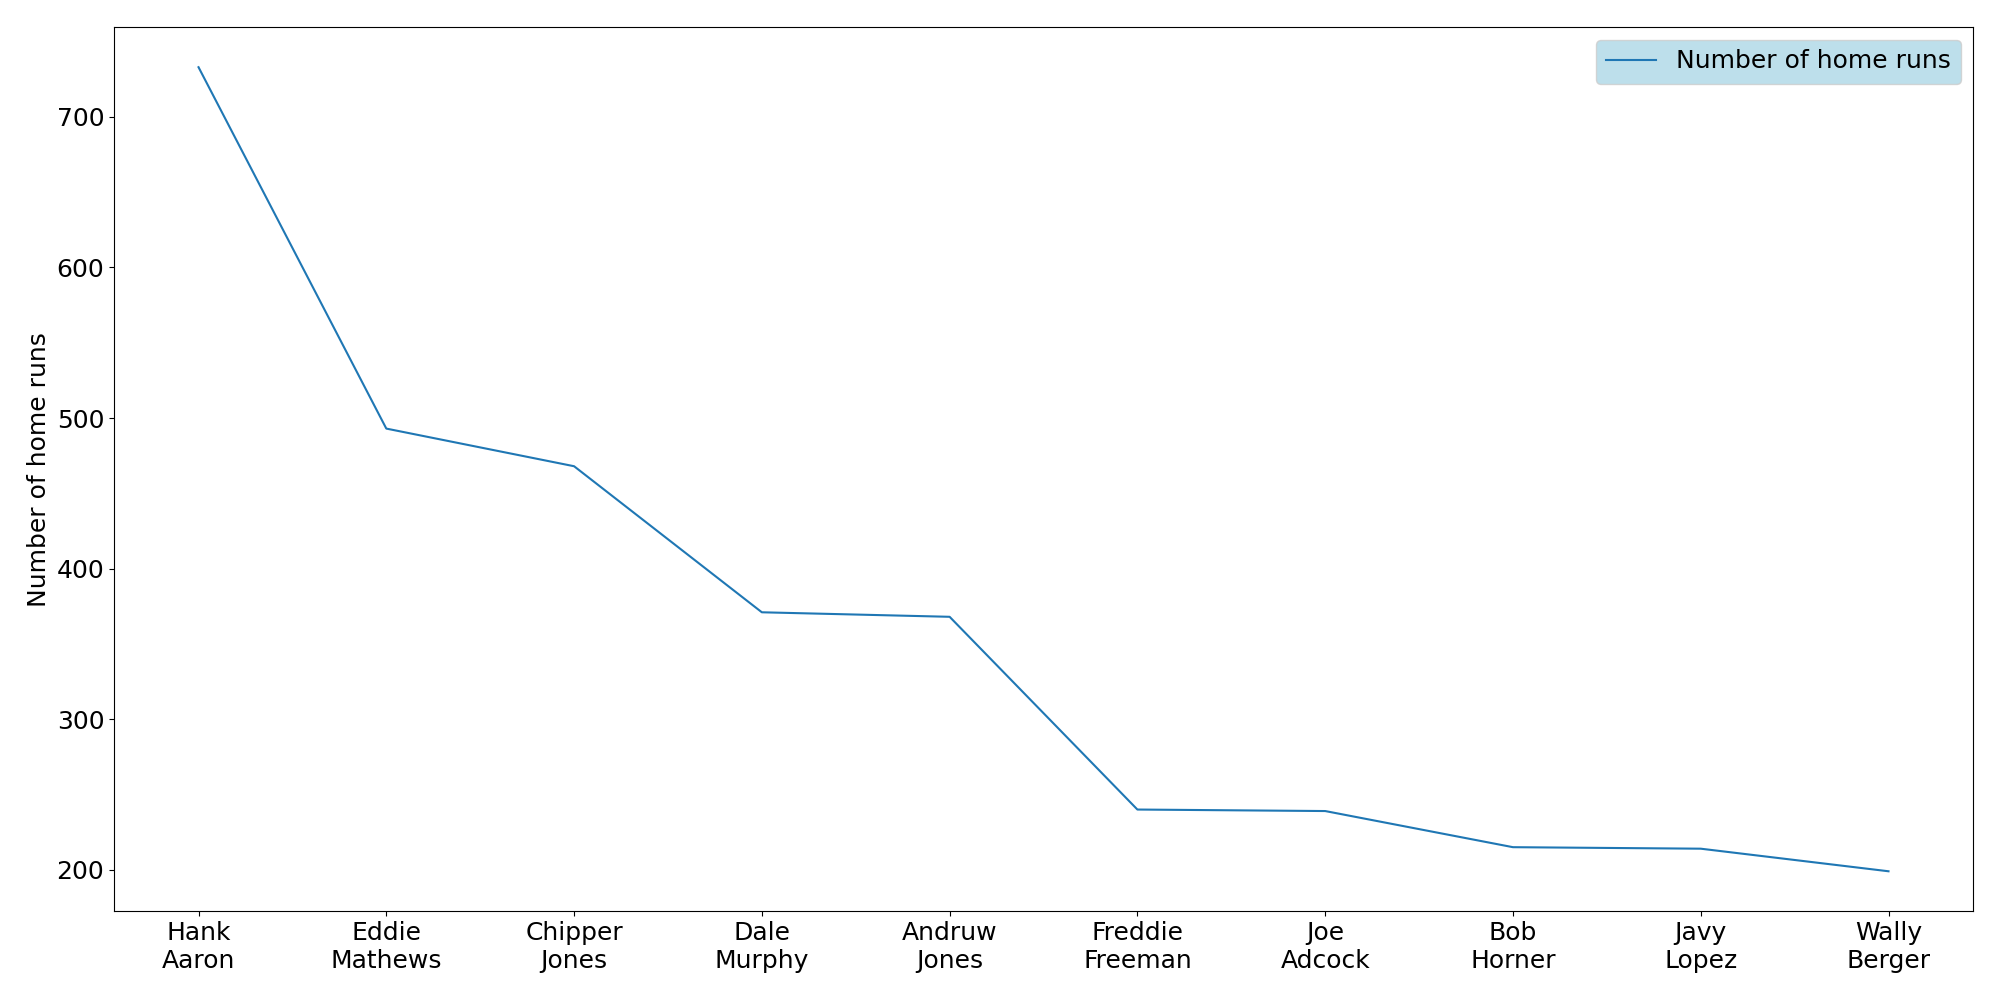 Number of home runs
700
600
500
400
300
200
Number of home runs
Hank
Aaron
Eddie
Mathews
Chipper
Jones
Dale
Murphy
Andruw
Jones
Freddie
Freeman
Joe
Adcock
Bob
Horner
Javy
Lopez
Wally
Berger